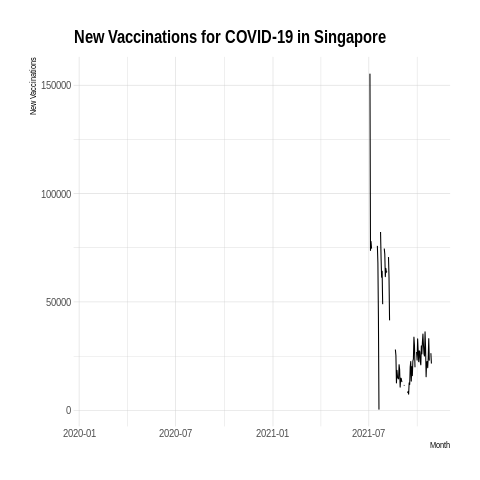 New Vaccinations for COVID-19 in Singapore
New Vaccinations
150000
100000
50000
0
2020-01 2020-07 2021-01 2021-07
Month